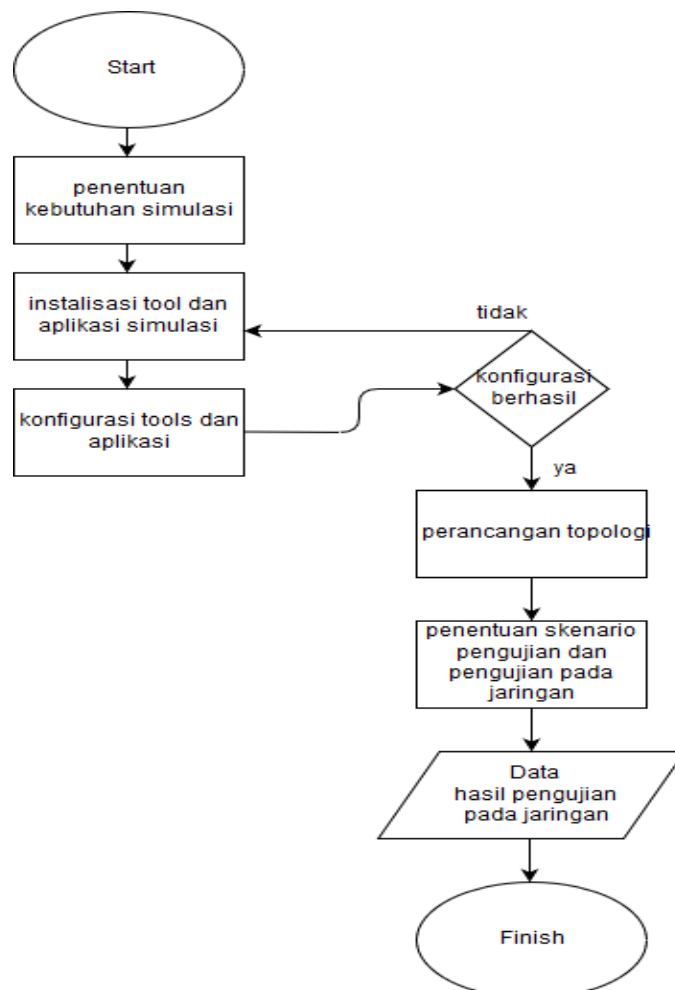 Start
penentuan
kebutuhan simulasi
instalisasi tool dan
aplikasi simulasi
konfigurasi tools dan
aplikasi
tidak
konfigurasi
berhasil
ya
perancangan topologi
penentuan skenario
pengujian dan
pengujian pada
jaringan
Data
hasil pengujian
pada jaringan
Finish